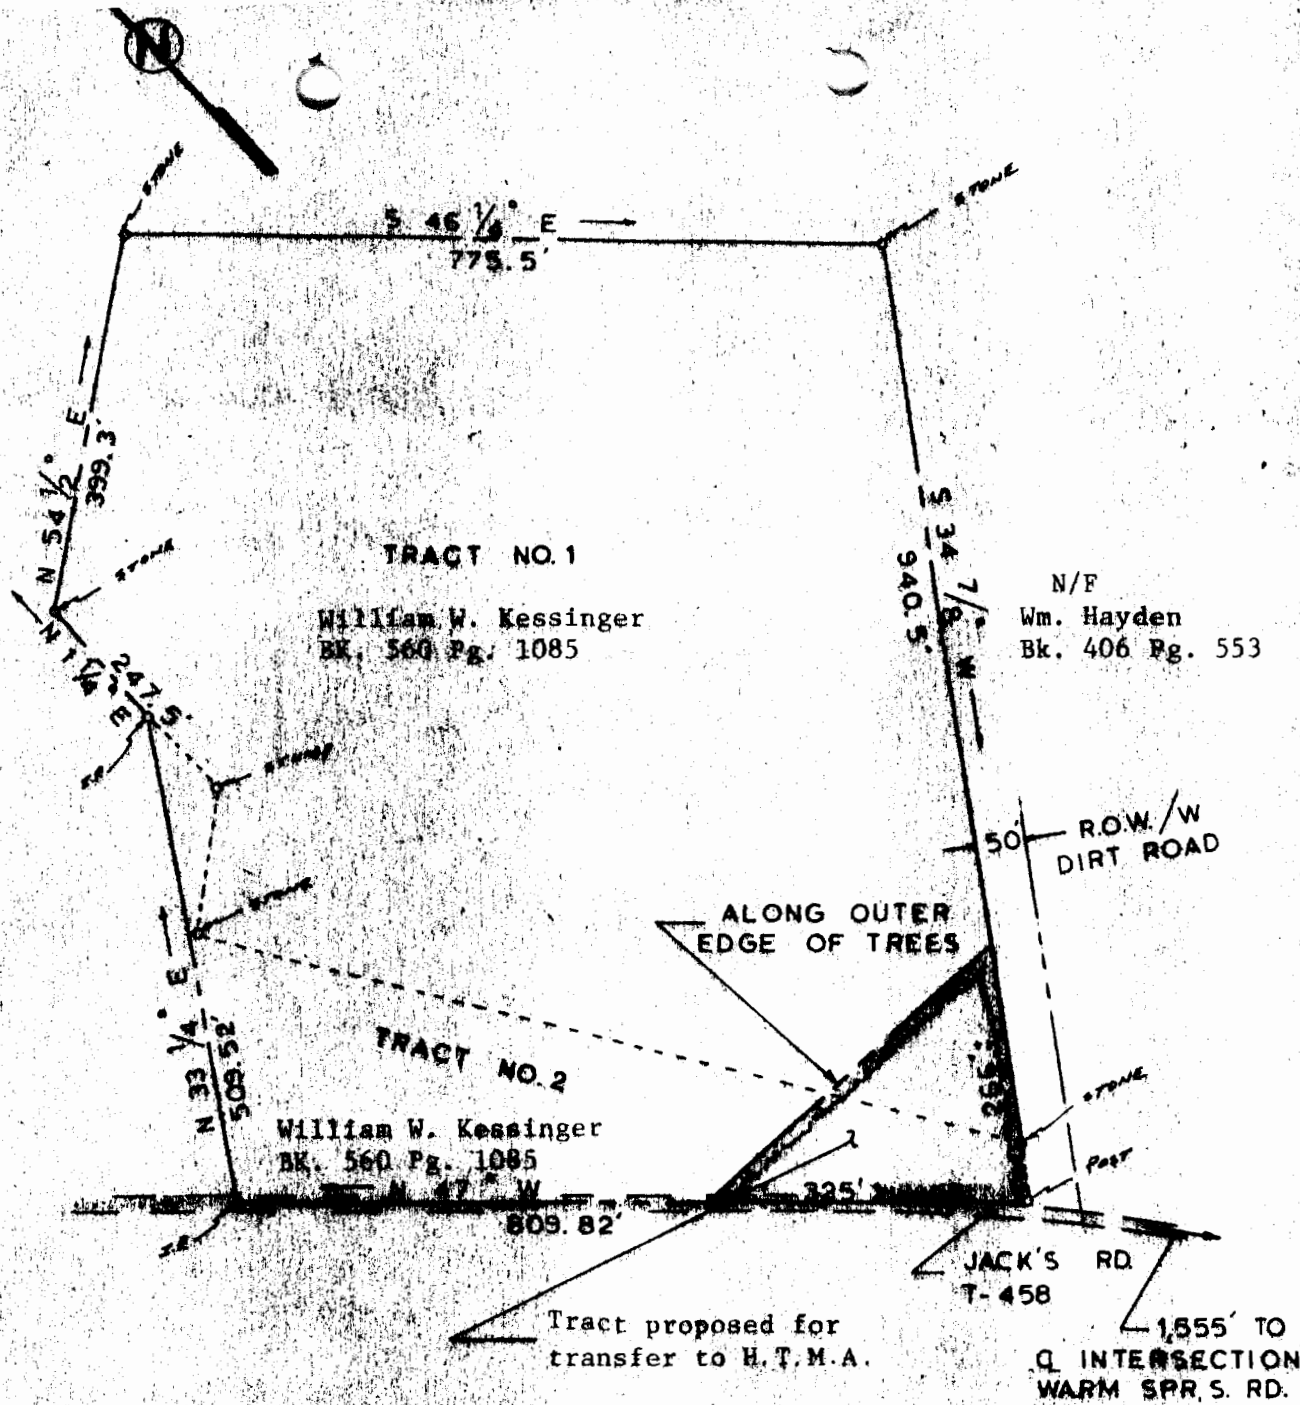 N
STONE
STONE
S 46 1/4° E
775.5'
N 54 1/2° E
399.3'
STONE
TRACT NO. 1
William W. Kessinger
BK. 560 Pg. 1085
S 34 7/8° W
940.5'
N/F
Wm. Hayden
Bk. 406 Pg. 553
247.5'
I.P.
50'
R.O.W./W
DIRT ROAD
STONE
ALONG OUTER
EDGE OF TREES
N 33 1/4° E
509.52'
TRACT NO. 2
STONE
William W. Kessinger
BK. 560 Pg. 1085
POST
N 47° W
809.82'
325'
I.P.
JACK'S RD.
T-458
Tract proposed for
transfer to H.T.M.A.
1,555' TO
℄ INTERSECTION
WARM SPR,S. RD.